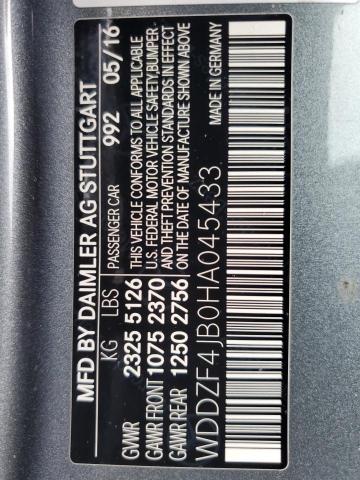 MFD BY DAIMLER AG-STUTTGART
KG LBS PASSENGER CAR 992 05/16
GVWR 2325 5126 THIS VEHICLE CONFORMS TO ALL APPLICABLE
GAWR FRONT 1075 2370 U.S. FEDERAL MOTOR VEHICLE SAFETY,BUMPER
AND THEFT PREVENTION STANDARDS IN EFFECT
GAWR REAR 1250 2756 ON THE DATE OF MANUFACTURE SHOWN ABOVE
WDDZF4JB0HA045433 MADE IN GERMANY